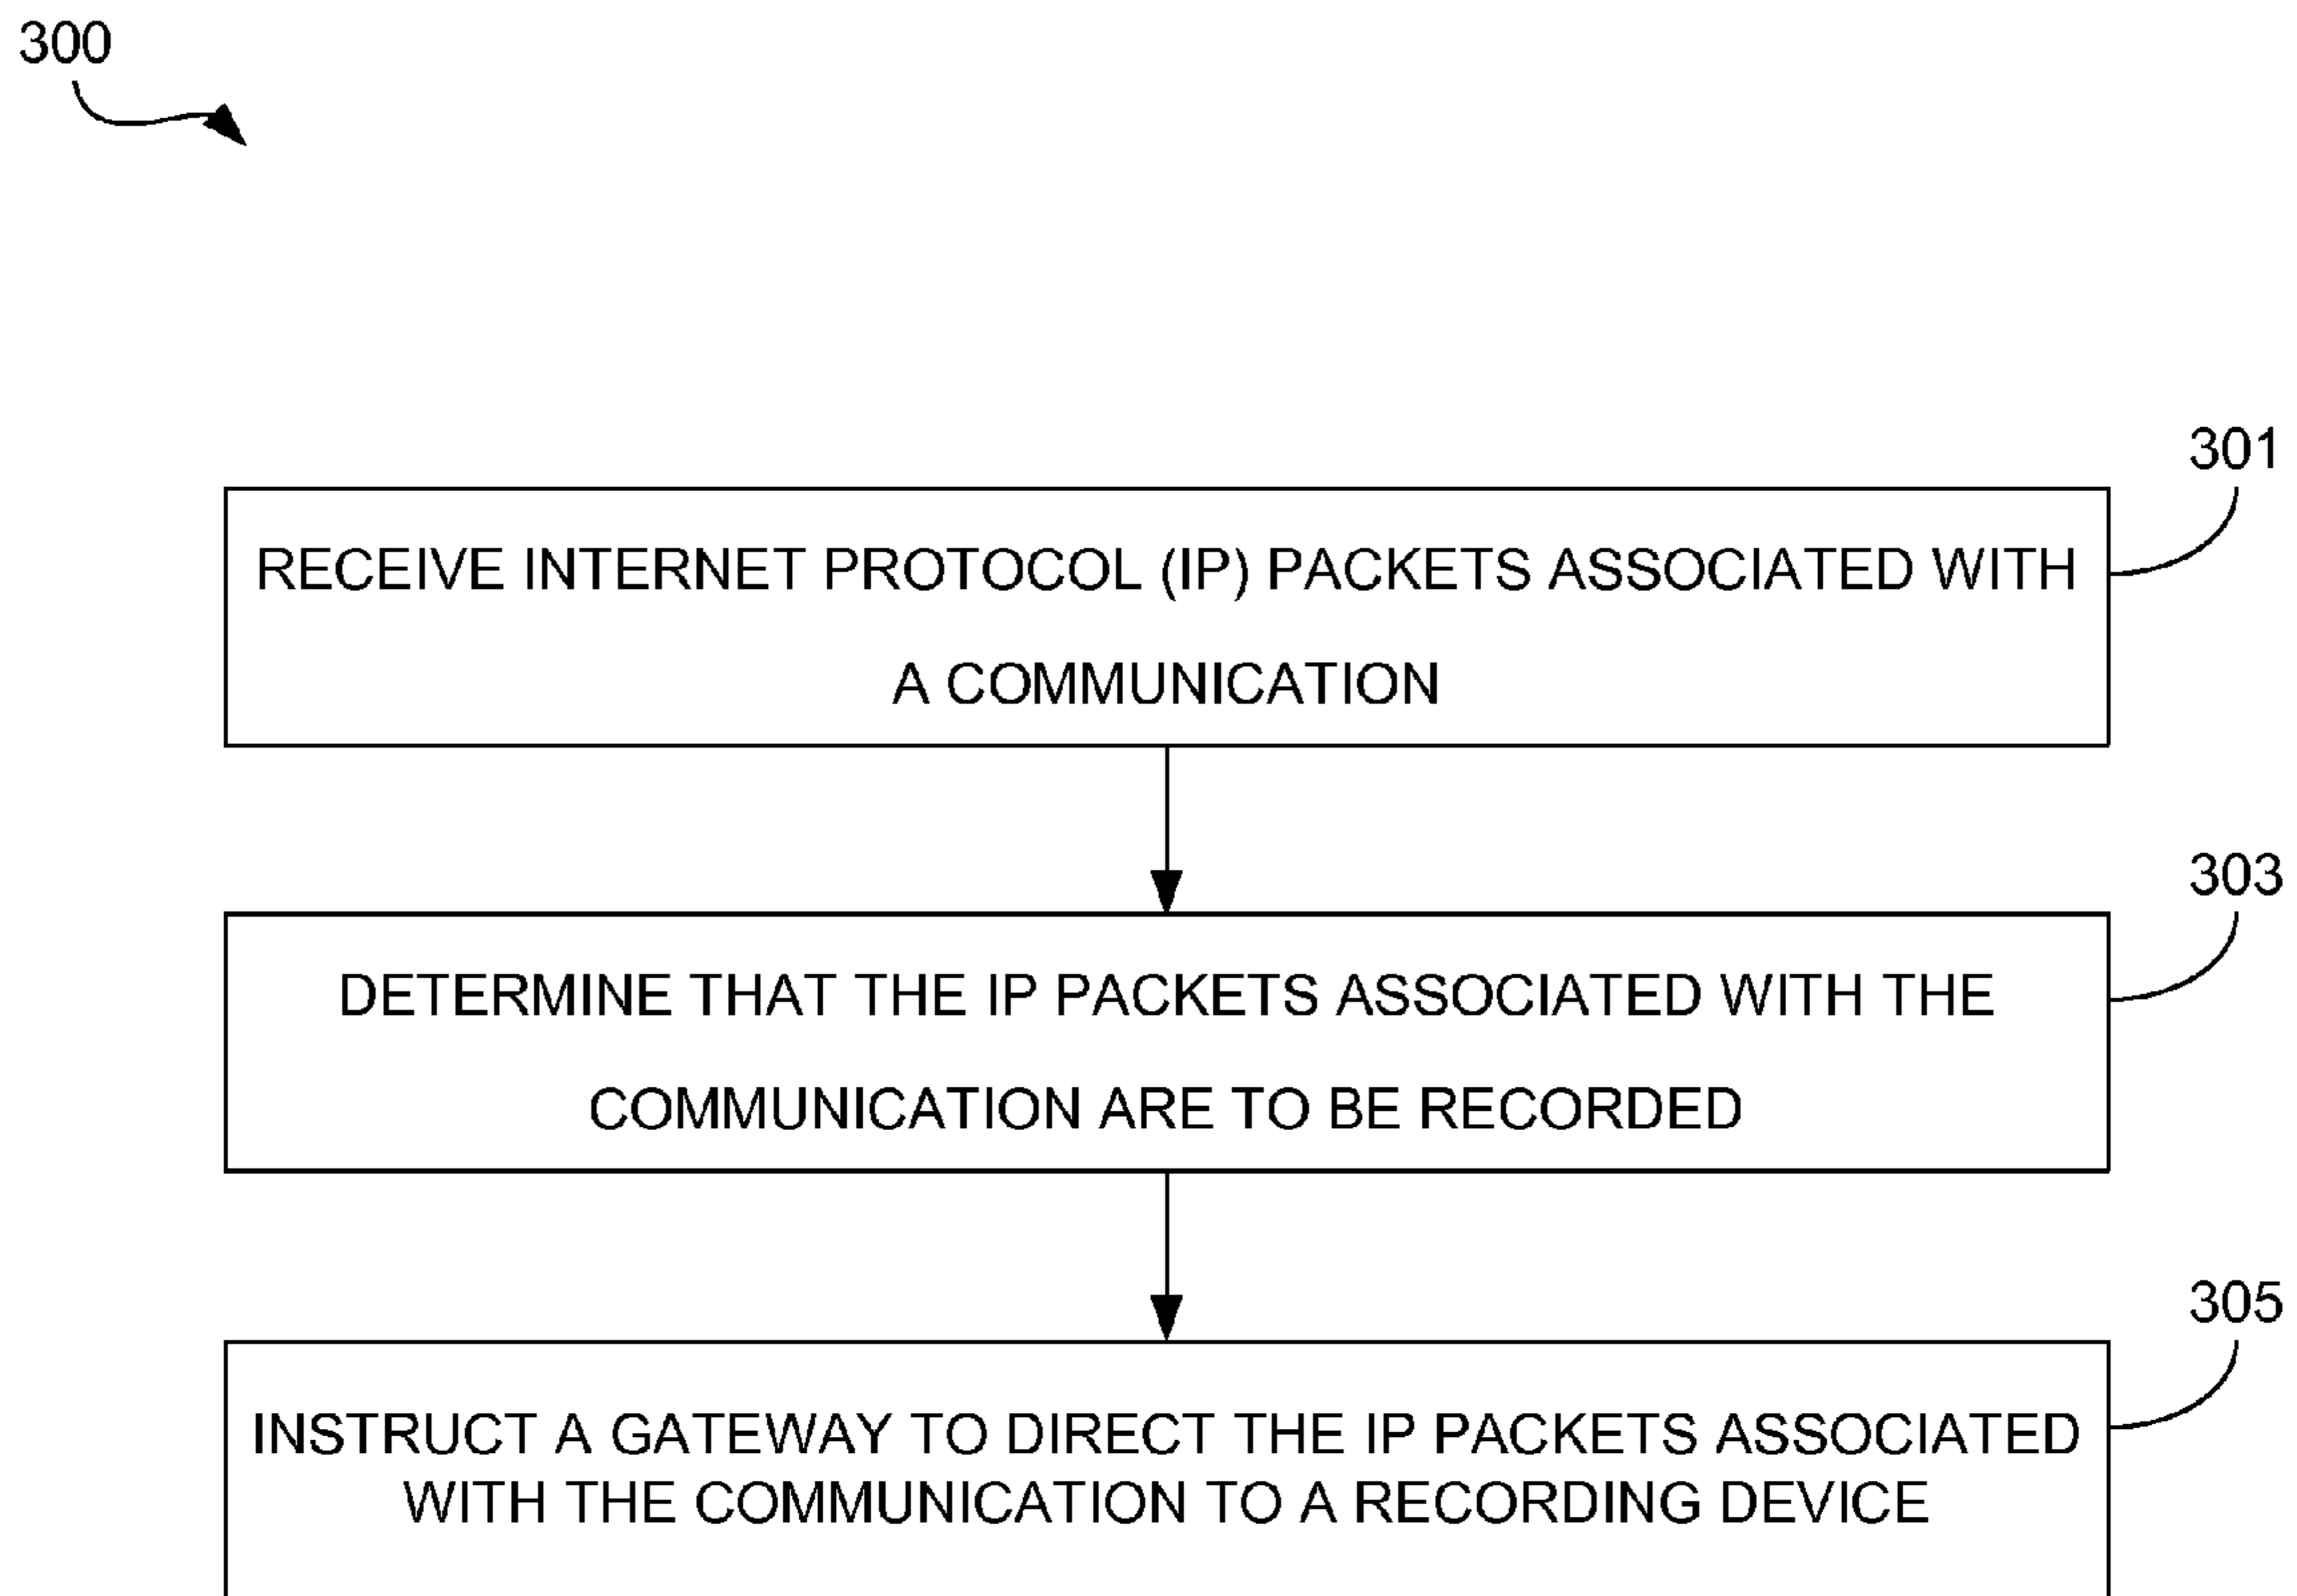 300
301
RECEIVE INTERNET PROTOCOL (IP) PACKETS ASSOCIATED WITH
A COMMUNICATION
303
DETERMINE THAT THE IP PACKETS ASSOCIATED WITH THE
COMMUNICATION ARE TO BE RECORDED
305
INSTRUCT A GATEWAY TO DIRECT THE IP PACKETS ASSOCIATED
WITH THE COMMUNICATION TO A RECORDING DEVICE